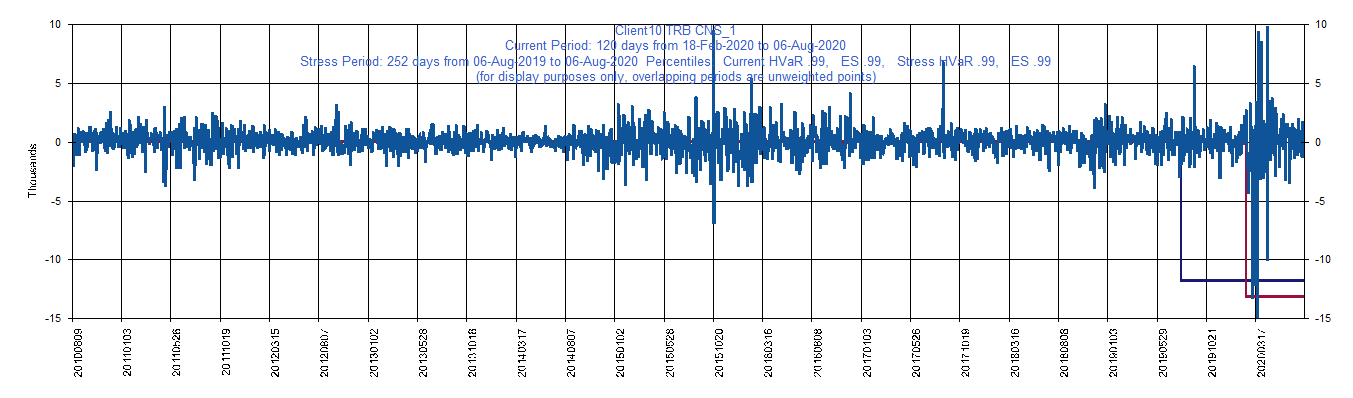 Client10 TRB CNS_1
Current Period: 120 days from 18-Feb-2020 to 06-Aug-2020
Stress Period: 252 days from 06-Aug-2019 to 06-Aug-2020 Percentiles: Current HVaR .99, ES .99, Stress HVaR .99, ES .99
(for display purposes only, overlapping periods are unweighted points)
10 10
5 5
0 0
-5 -5
-10 -10
-15 -15
Thousands
20100809 20110103 20110526 20111019 20120315 20120807 20130102 20130528 20131016 20140317 20140807 20150102 20150528 20151020 20160316 20160808 20170103 20170526 20171019 20180316 20180808 20190103 20190529 20191021 20200317